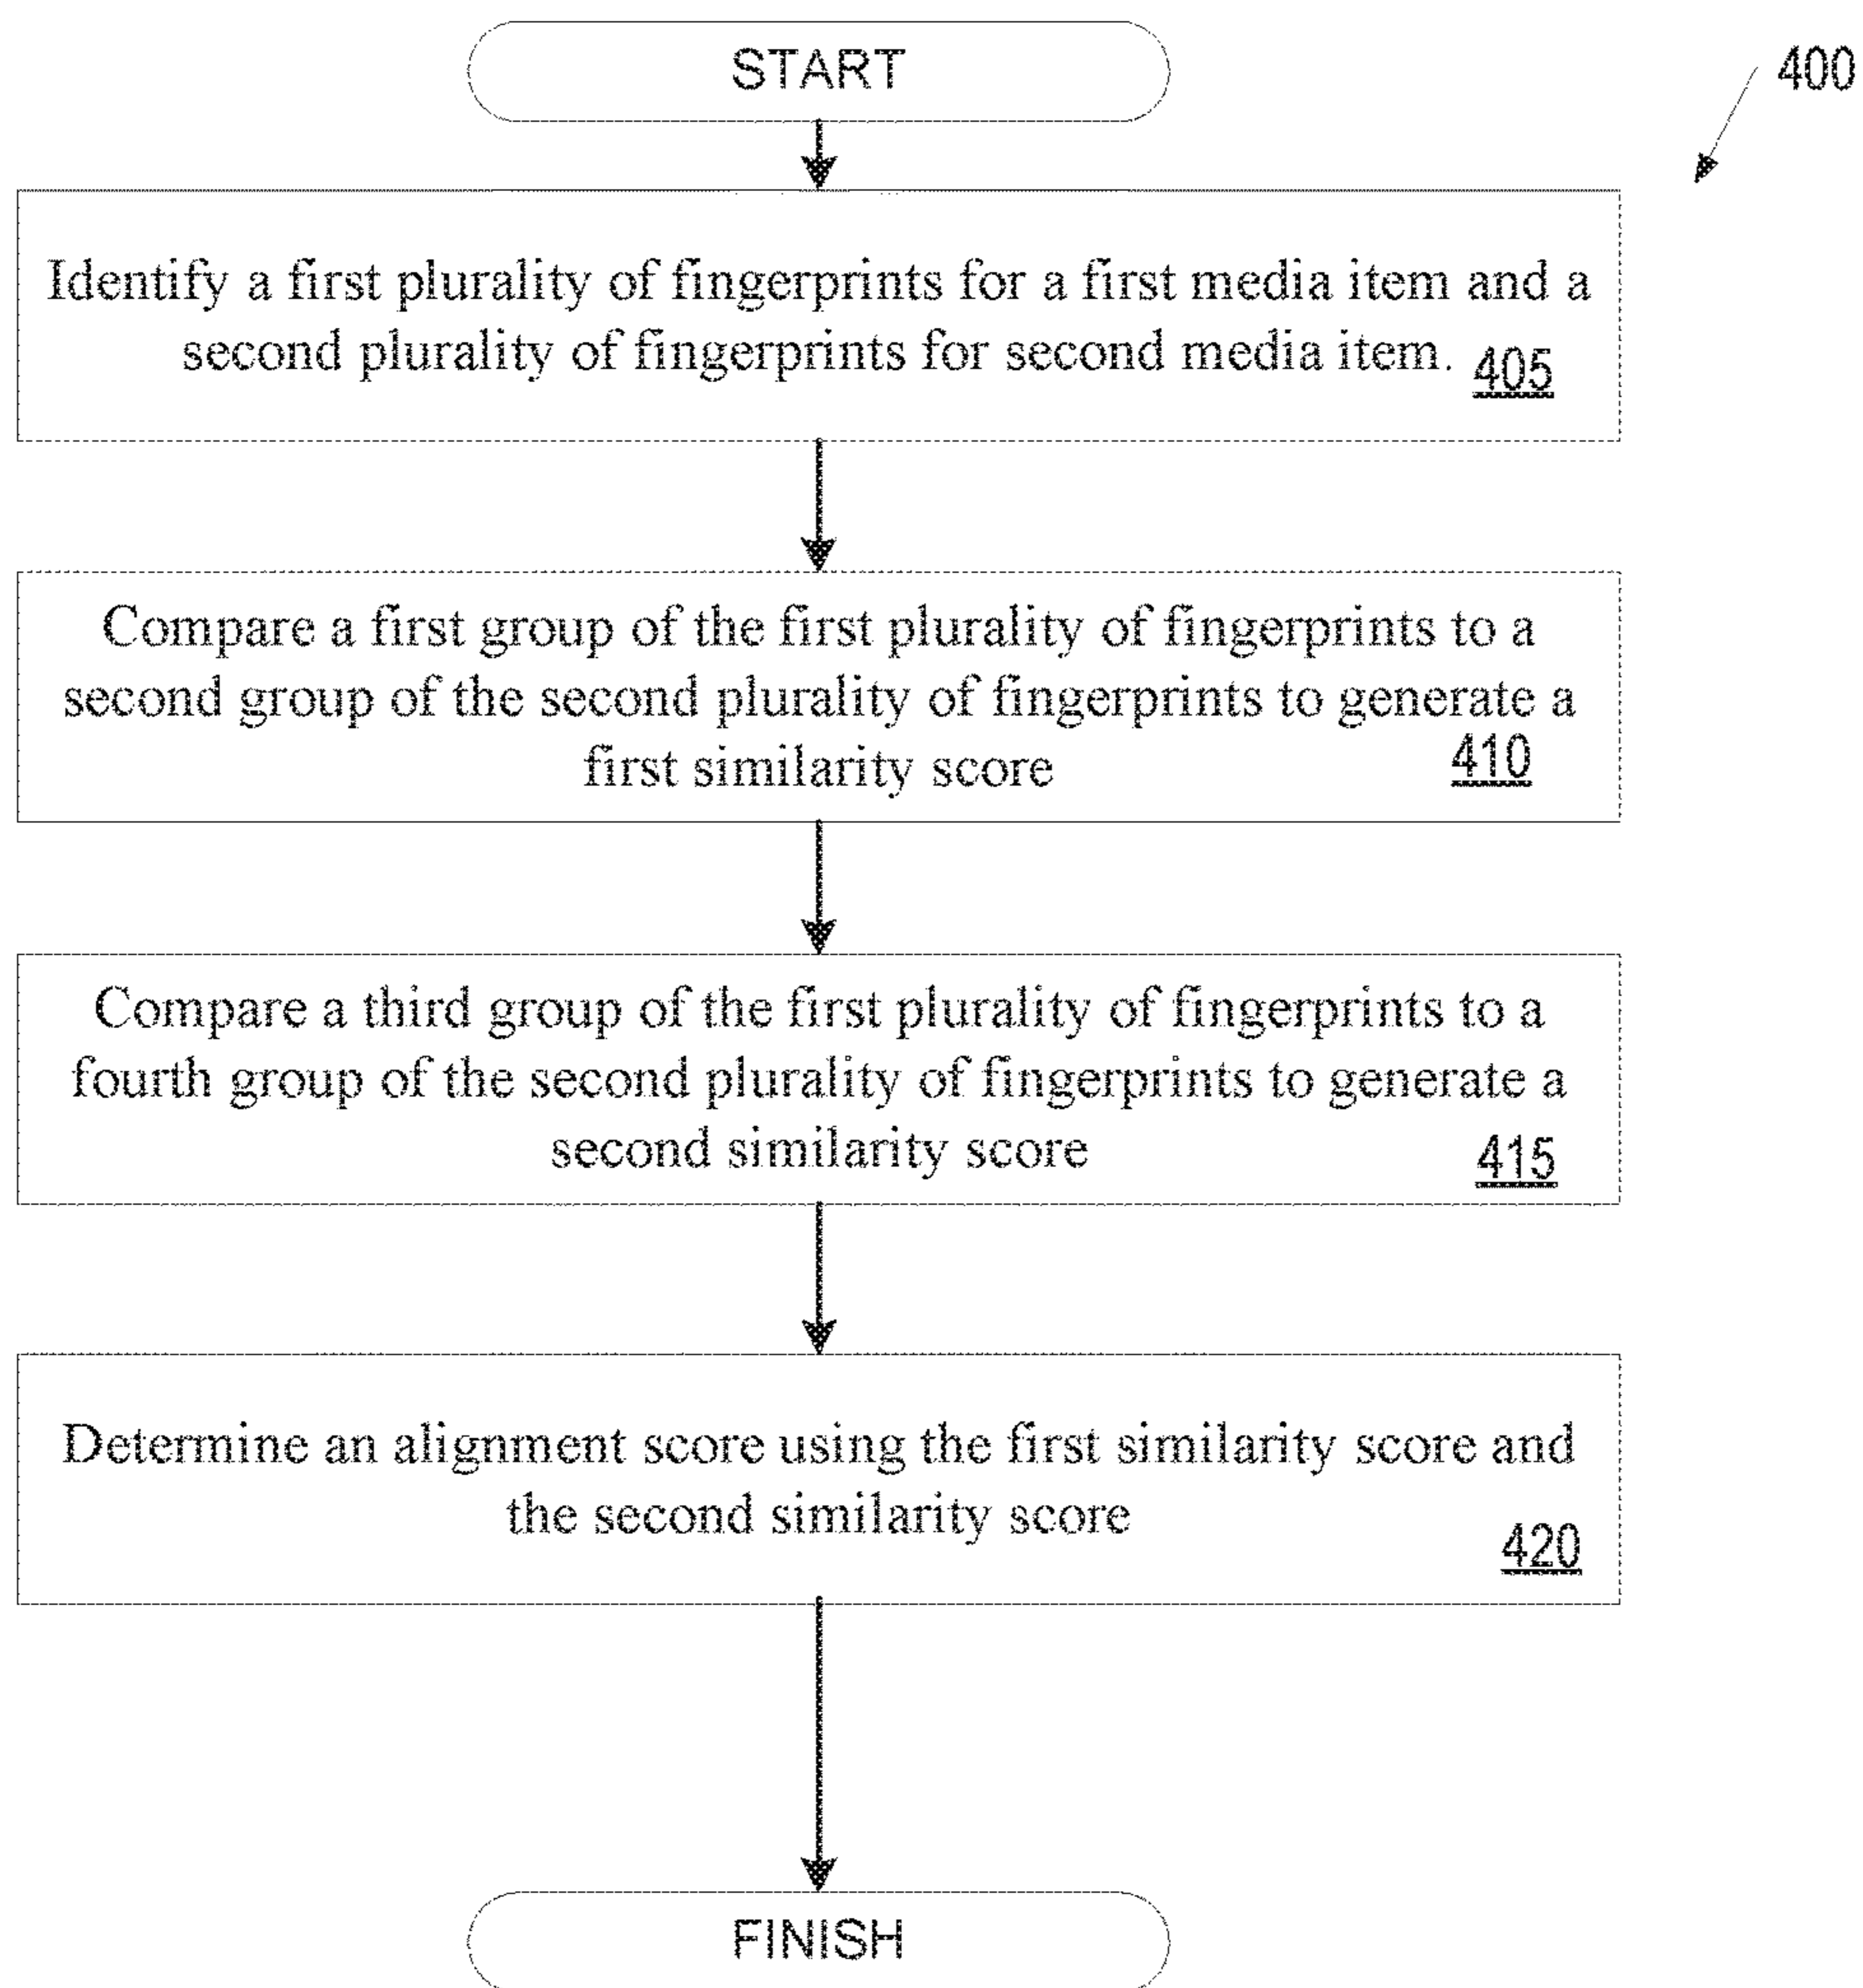 START
400
Identify a first plurality of fingerprints for a first media item and a
second plurality of fingerprints for second media item. 405
Compare a first group of the first plurality of fingerprints to a
second group of the second plurality of fingerprints to generate a
first similarity score 410
Compare a third group of the first plurality of fingerprints to a
fourth group of the second plurality of fingerprints to generate a
second similarity score 415
Determine an alignment score using the first similarity score and
the second similarity score
420
FINISH